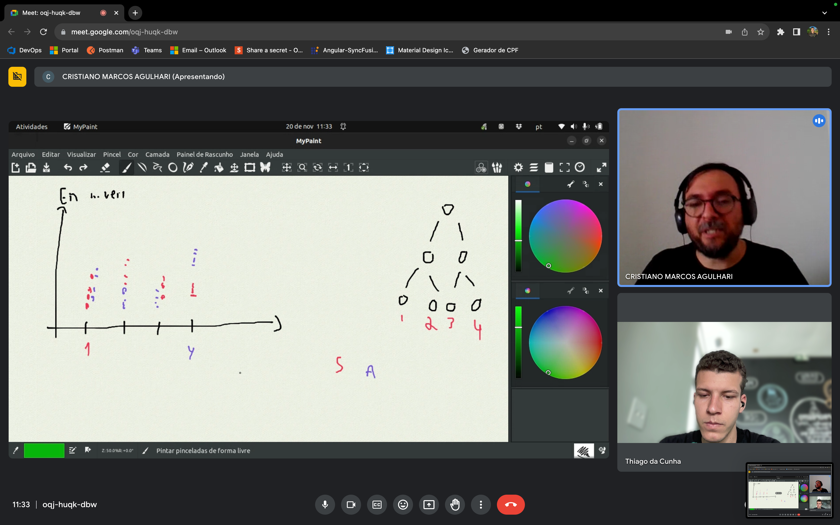 Meet: oqj-huqk-dbw
meet.google.com/oqj-huqk-dbw
DevOps Portal Postman Teams Email – Outlook Share a secret - O... Angular-SyncFusi... Material Design Ic... Gerador de CPF
C CRISTIANO MARCOS AGULHARI (Apresentando)
Atividades MyPaint 20 de nov 11:33 pt
MyPaint
Arquivo Editar Visualizar Pincel Cor Camada Painel de Rascunho Janela Ajuda
En
1 2 3 4
1 4
S A
Pintar pinceladas de forma livre
CRISTIANO MARCOS AGULHARI
Thiago da Cunha
11:33 oqj-huqk-dbw